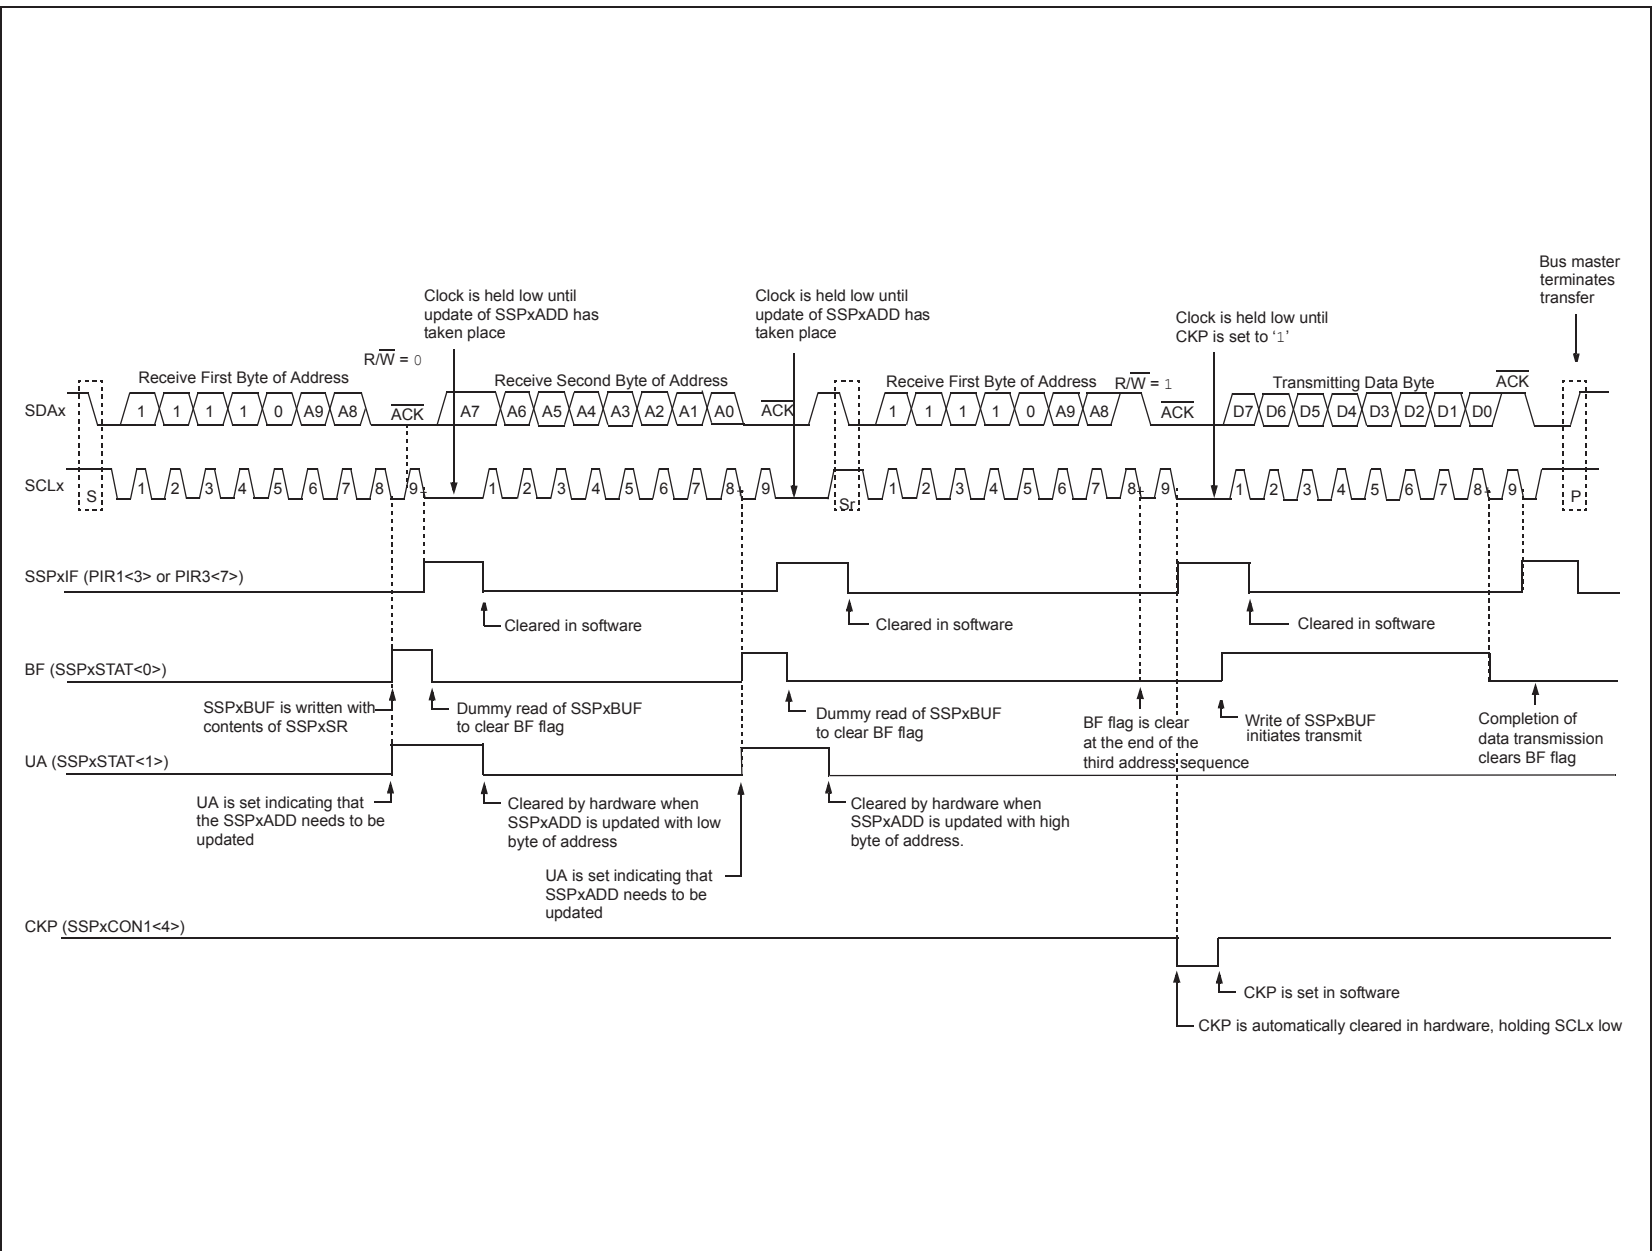 Bus master
terminates
transfer
Clock is held low until
update of SSPxADD has
taken place
Clock is held low until
update of SSPxADD has
taken place
Clock is held low until
CKP is set to ‘1’
R/W = 0
Receive First Byte of Address
Receive Second Byte of Address
Receive First Byte of Address
R/W = 1
Transmitting Data Byte
ACK
SDAx
1 1 1 1 0 A9 A8
ACK
A7 A6 A5 A4 A3 A2 A1 A0
ACK
1 1 1 1 0 A9 A8
ACK
D7 D6 D5 D4 D3 D2 D1 D0
SCLx
S
1 2 3 4 5 6 7 8 9
1 2 3 4 5 6 7 8 9
Sr
1 2 3 4 5 6 7 8 9
1 2 3 4 5 6 7 8 9
P
SSPxIF (PIR1<3> or PIR3<7>)
Cleared in software
Cleared in software
Cleared in software
BF (SSPxSTAT<0>)
SSPxBUF is written with
contents of SSPxSR
Dummy read of SSPxBUF
to clear BF flag
Dummy read of SSPxBUF
to clear BF flag
BF flag is clear
at the end of the
third address sequence
Write of SSPxBUF
initiates transmit
Completion of
data transmission
clears BF flag
UA (SSPxSTAT<1>)
UA is set indicating that
the SSPxADD needs to be
updated
Cleared by hardware when
SSPxADD is updated with low
byte of address
UA is set indicating that
SSPxADD needs to be
updated
Cleared by hardware when
SSPxADD is updated with high
byte of address.
CKP (SSPxCON1<4>)
CKP is set in software
CKP is automatically cleared in hardware, holding SCLx low